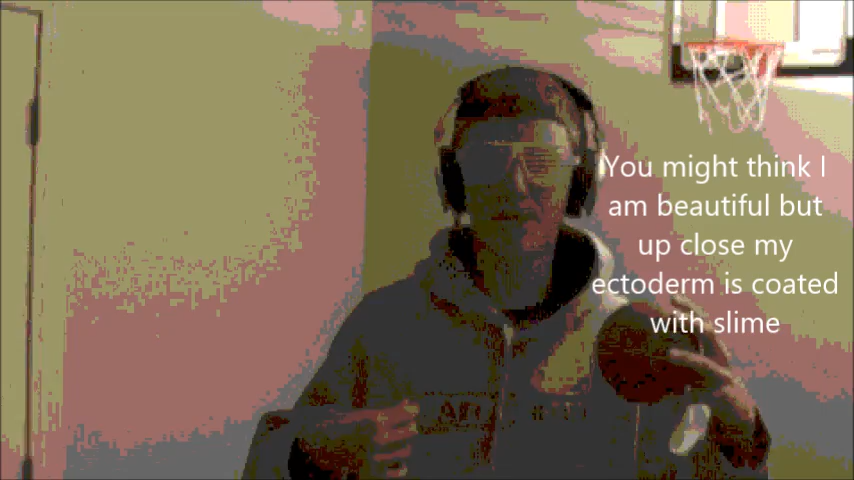 You might think I
am beautiful but
up close my
ectoderm is coated
with slime